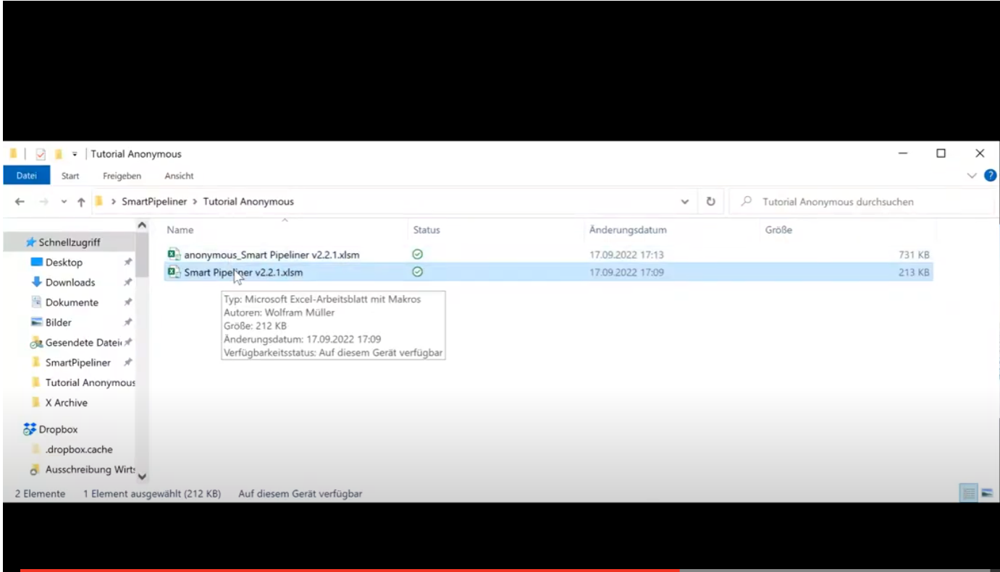 Tutorial Anonymous
Datei Start Freigeben Ansicht
SmartPipeliner > Tutorial Anonymous
Tutorial Anonymous durchsuchen
Name Status Änderungsdatum Größe
anonymous_Smart Pipeliner v2.2.1.xlsm 17.09.2022 17:13 731 KB
Smart Pipeliner v2.2.1.xlsm 17.09.2022 17:09 213 KB
Typ: Microsoft Excel-Arbeitsblatt mit Makros
Autoren: Wolfram Müller
Größe: 212 KB
Änderungsdatum: 17.09.2022 17:09
Verfügbarkeitsstatus: Auf diesem Gerät verfügbar
Schnellzugriff
Desktop
Downloads
Dokumente
Bilder
Gesendete Datei
SmartPipeliner
Tutorial Anonymous
X Archive
Dropbox
.dropbox.cache
Ausschreibung Wirts
2 Elemente 1 Element ausgewählt (212 KB) Auf diesem Gerät verfügbar